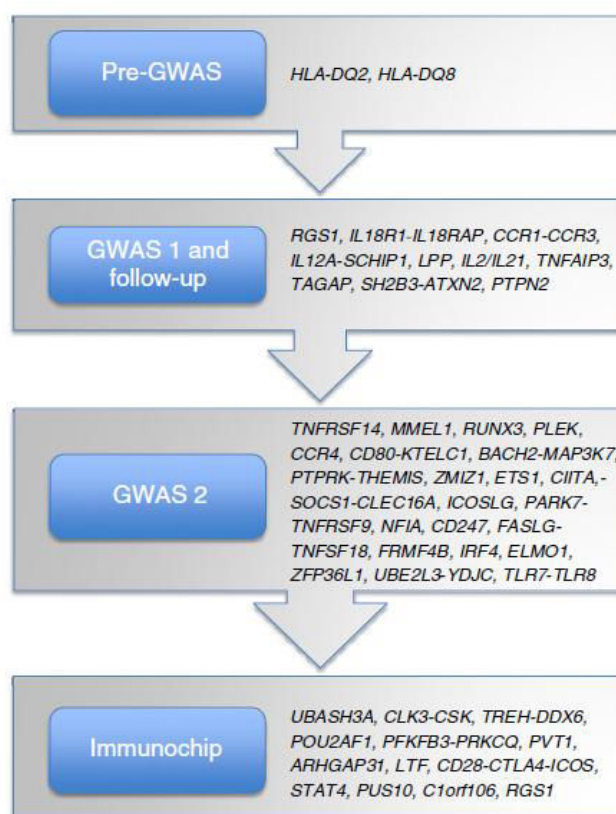 Pre-GWAS
HLA-DQ2, HLA-DQ8
GWAS 1 and
follow-up
RGS1, IL18R1-IL18RAP, CCR1-CCR3,
IL12A-SCHIP1, LPP, IL2/IL21, TNFAIP3,
TAGAP, SH2B3-ATXN2, PTPN2
GWAS 2
TNFRSF14, MMEL1, RUNX3, PLEK,
CCR4, CD80-KTELC1, BACH2-MAP3K7,
PTPRK-THEMIS, ZMIZ1, ETS1, CIITA,-
SOCS1-CLEC16A, ICOSLG, PARK7-
TNFRSF9, NFIA, CD247, FASLG-
TNFSF18, FRMF4B, IRF4, ELMO1,
ZFP36L1, UBE2L3-YDJC, TLR7-TLR8
Immunochip
UBASH3A, CLK3-CSK, TREH-DDX6,
POU2AF1, PFKFB3-PRKCQ, PVT1,
ARHGAP31, LTF, CD28-CTLA4-ICOS,
STAT4, PUS10, C1orf106, RGS1